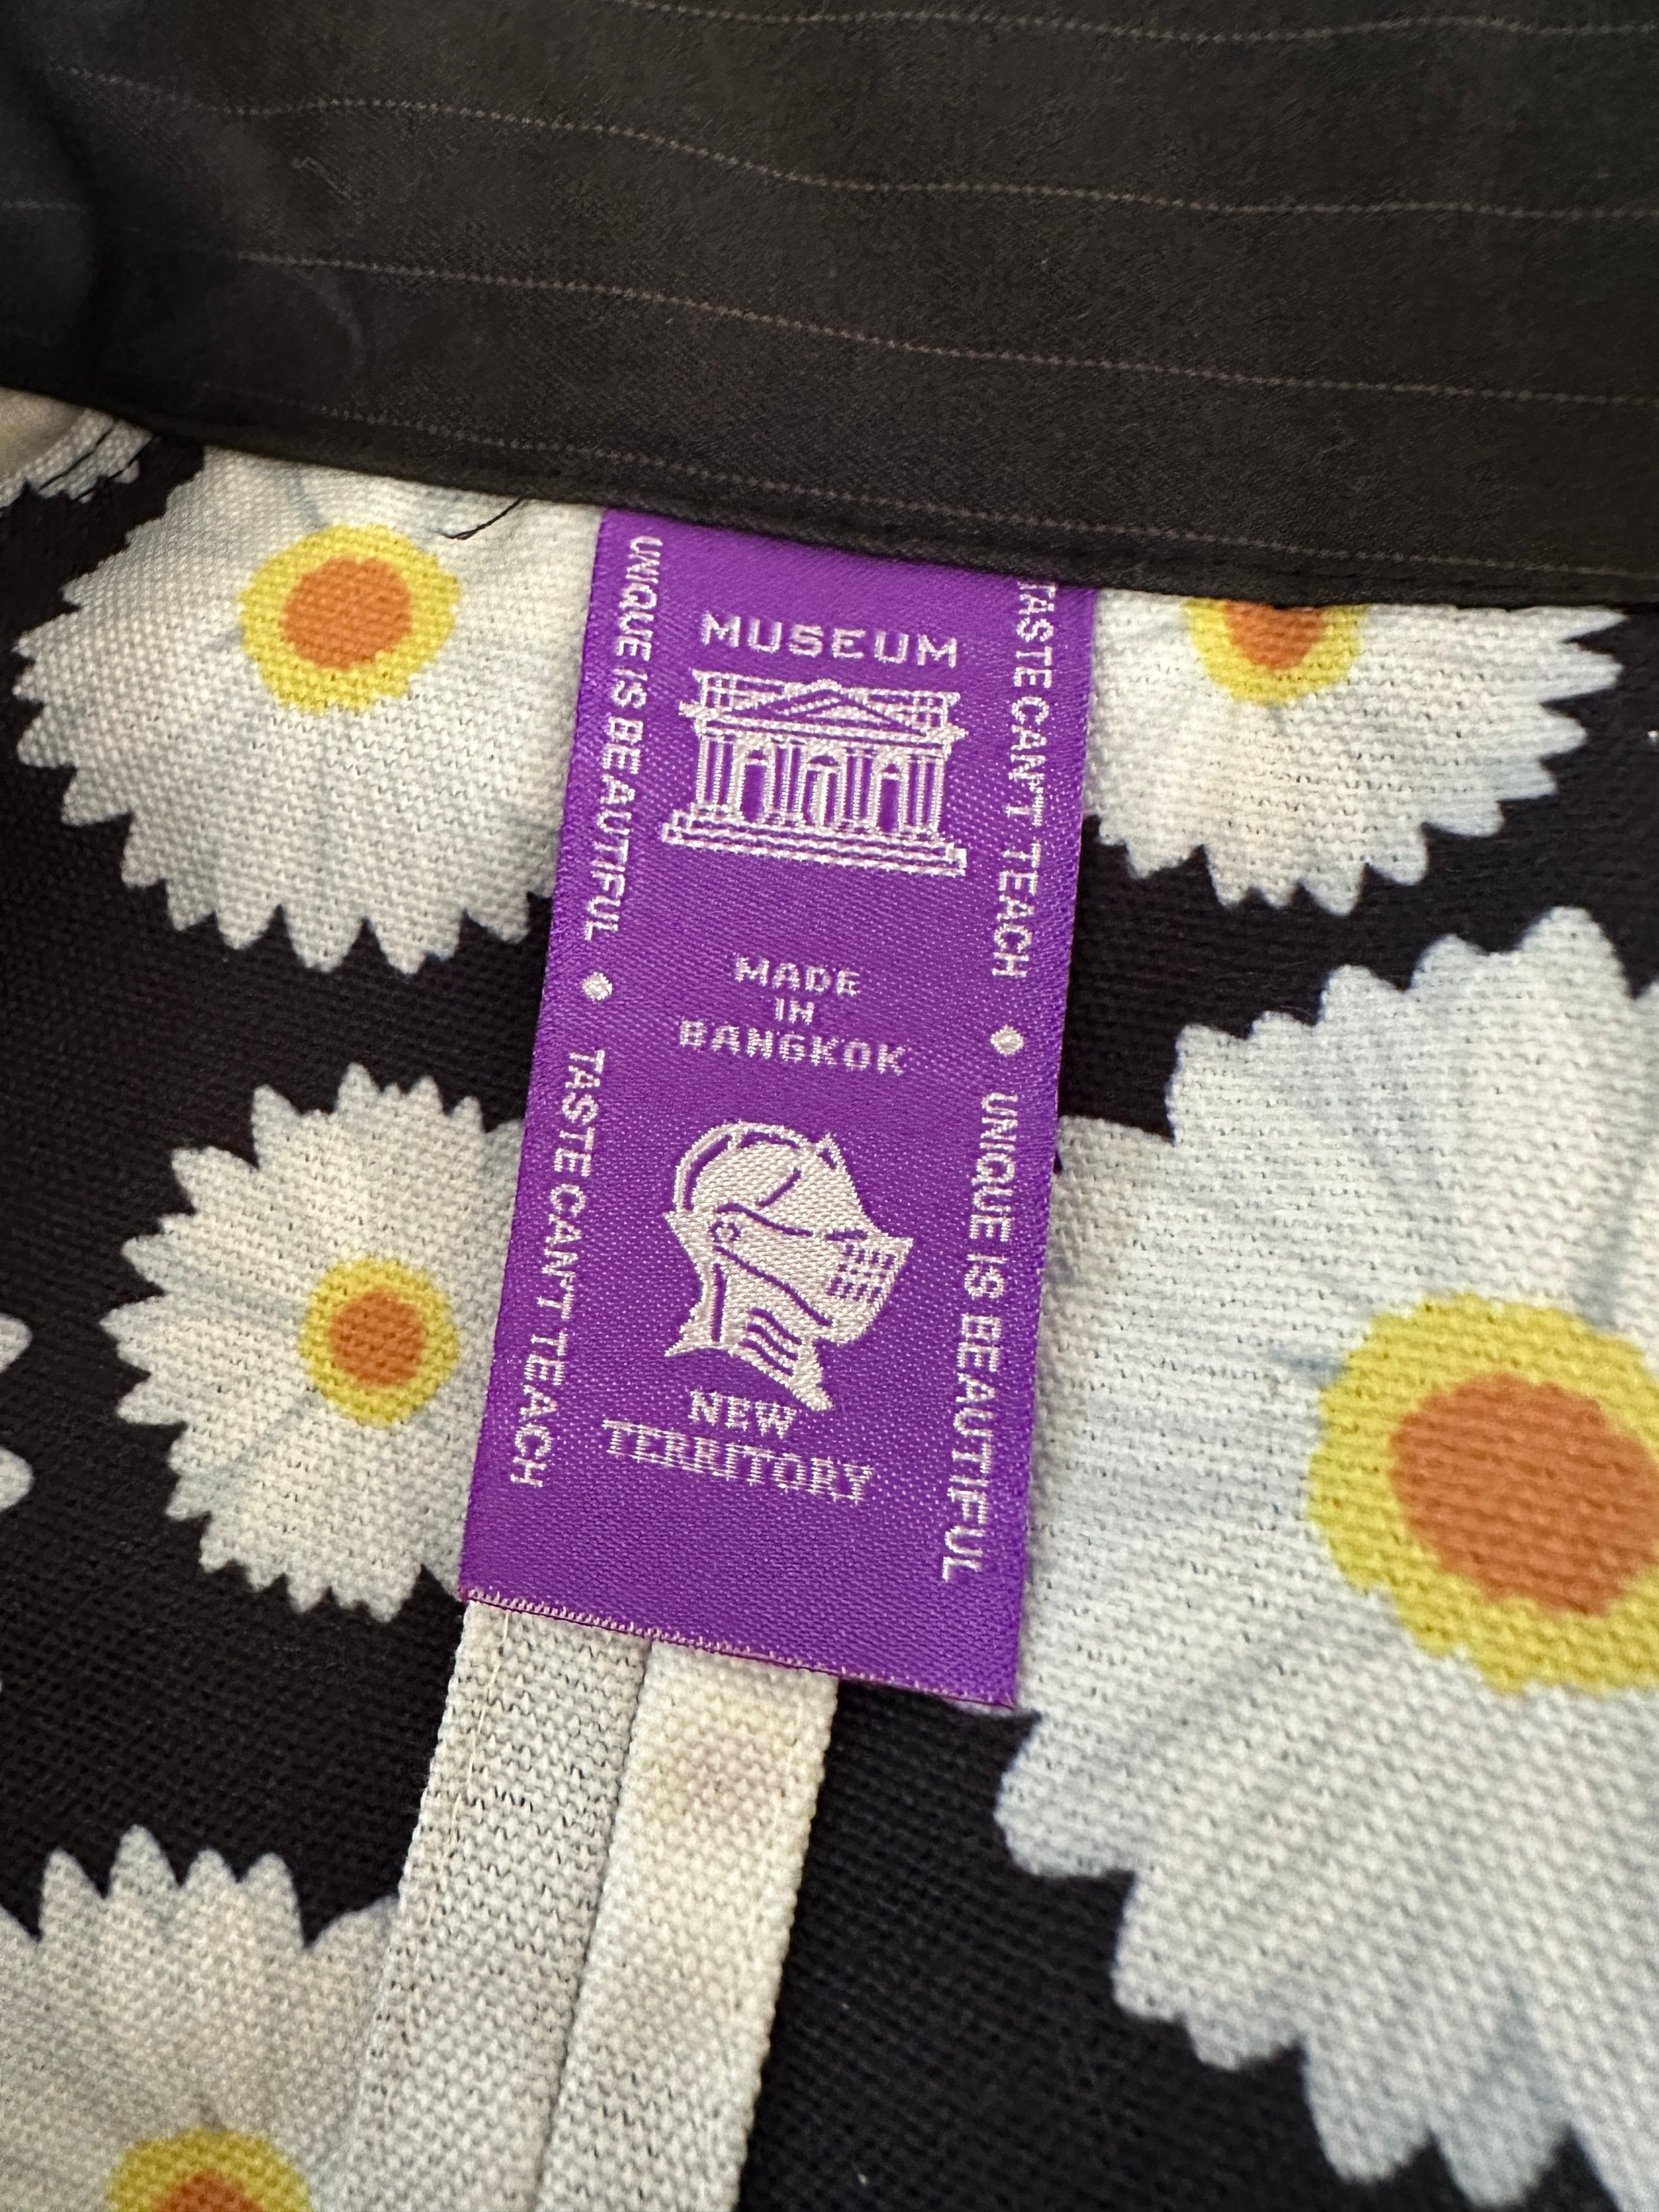 MUSEUM
MADE
IN
BANGKOK
NEW
TERRITORY
UNIQUE IS BEAUTIFUL ◆ TASTE CAN'T TEACH
TASTE CAN'T TEACH ◆ UNIQUE IS BEAUTIFUL